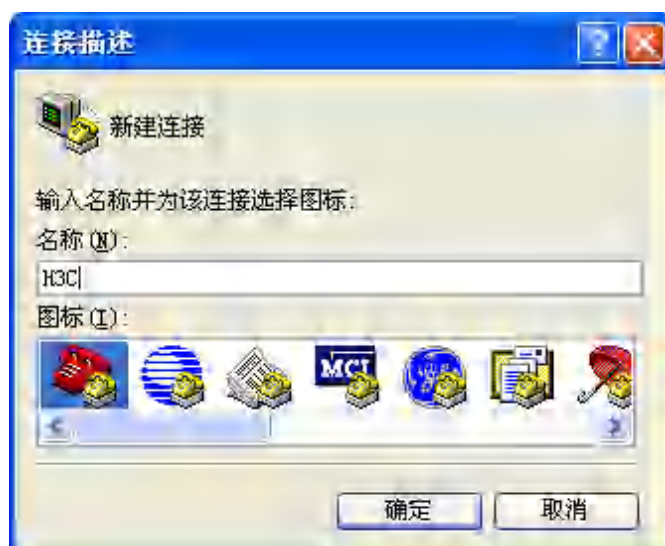 连接描述
新建连接
输入名称并为该连接选择图标:
名称(N):
H3C
图标(I):
MCI
确定
取消